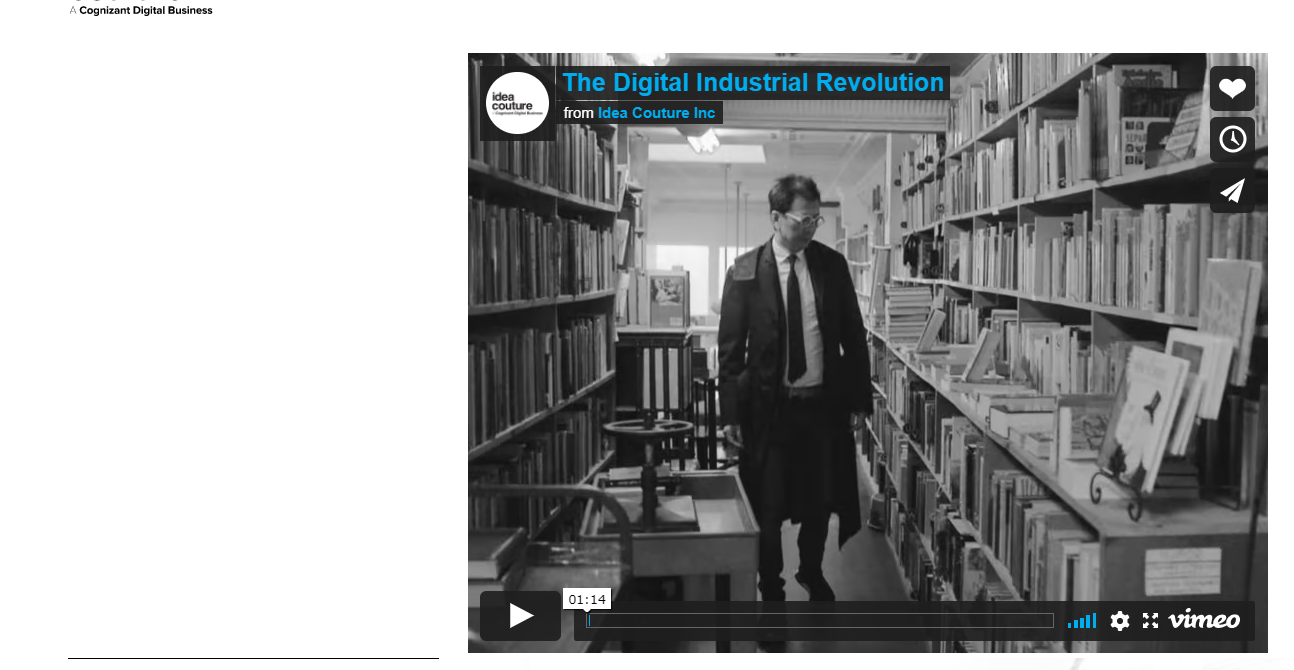 A Cognizant Digital Business
The Digital Industrial Revolution
from Idea Couture Inc
idea
couture
01:14
vimeo